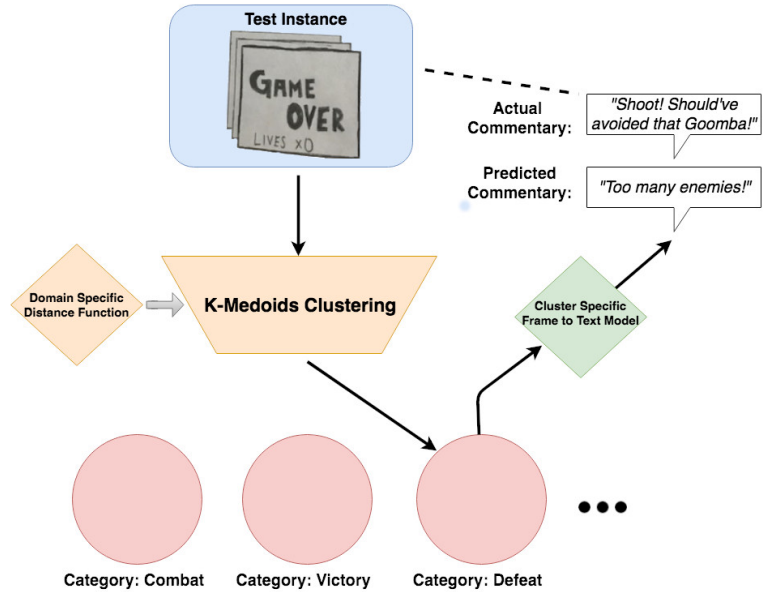 Test Instance
GAME
OVER
LIVES x0
Actual
Commentary:
"Shoot! Should've
avoided that Goomba!"
Predicted
Commentary:
"Too many enemies!"
Domain Specific
Distance Function
K-Medoids Clustering
Cluster Specific
Frame to Text Model
Category: Combat
Category: Victory
Category: Defeat